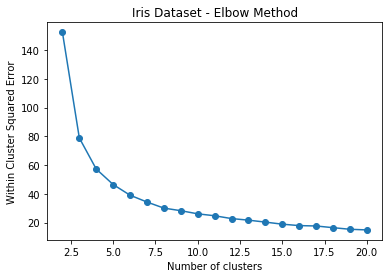 Iris Dataset - Elbow Method
Within Cluster Squared Error
140
120
100
80
60
40
20
2.5 5.0 7.5 10.0 12.5 15.0 17.5 20.0
Number of clusters